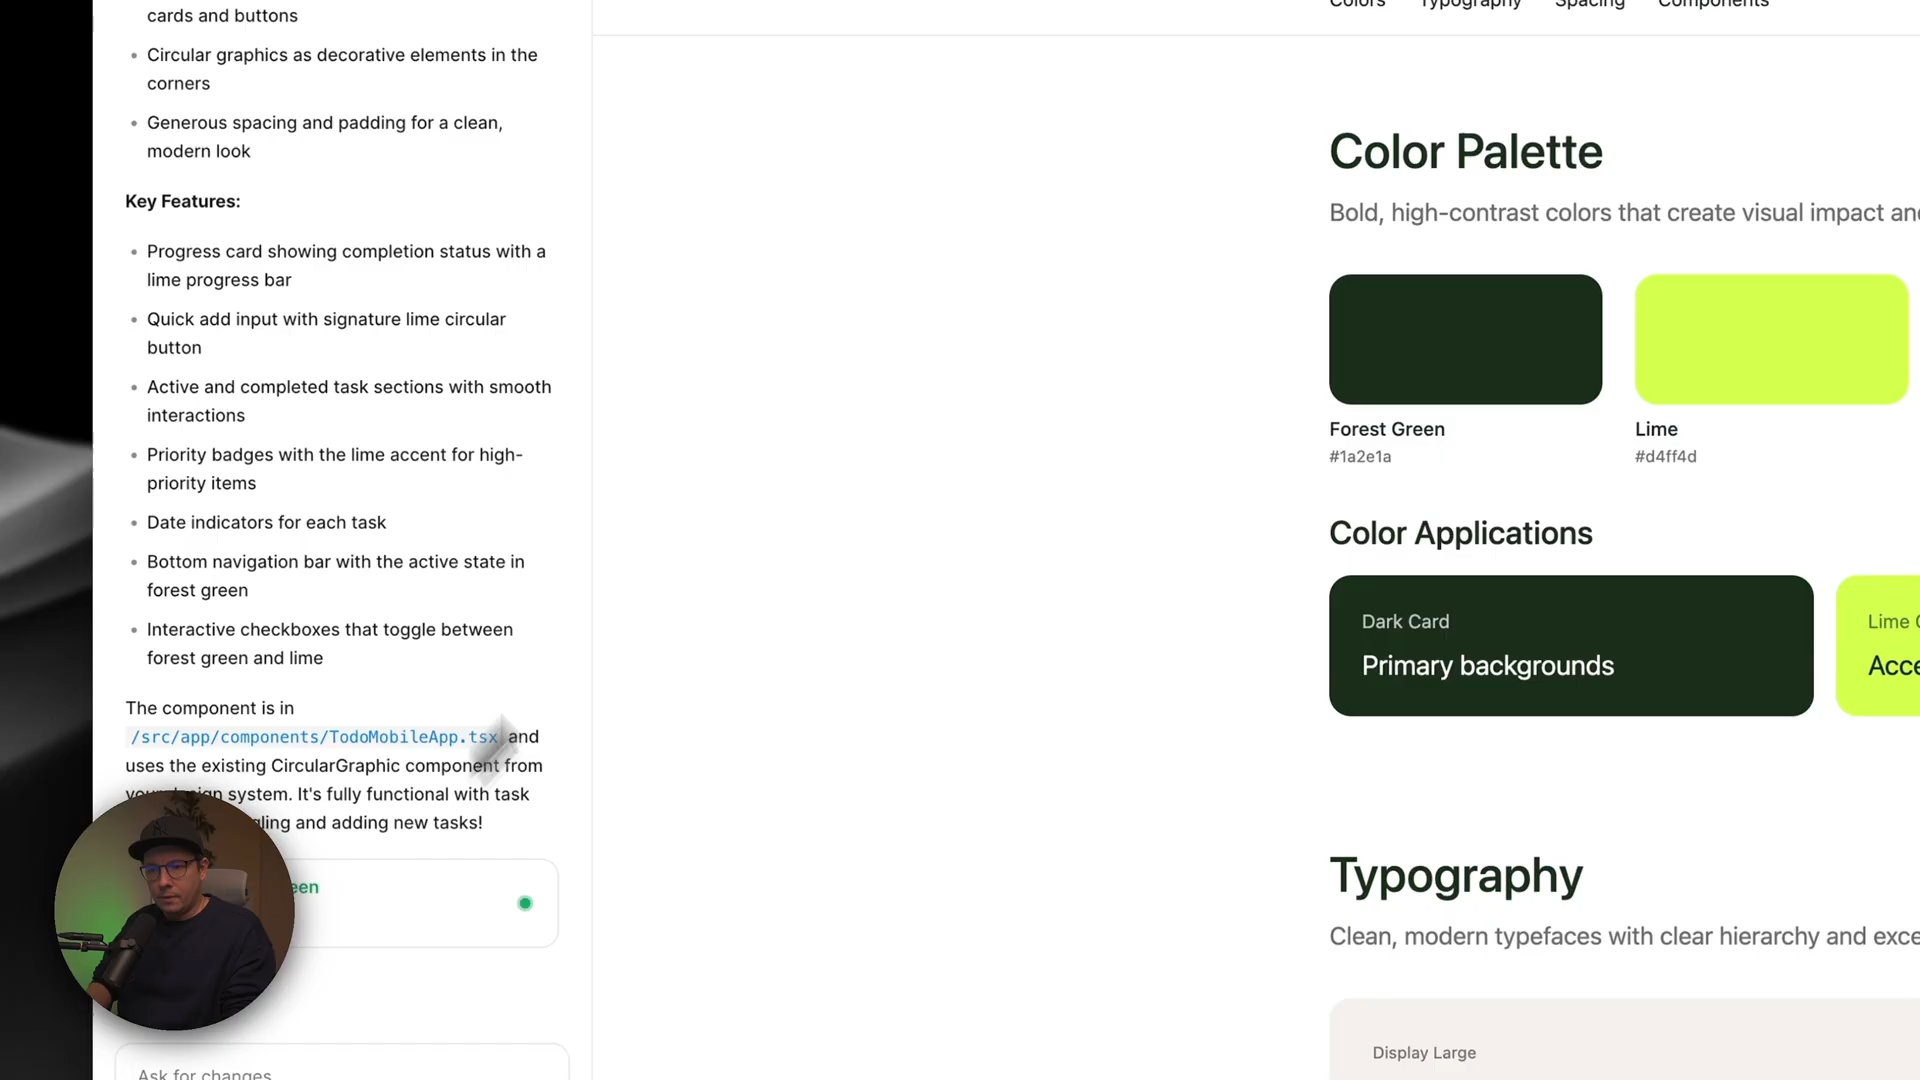 cards and buttons
Circular graphics as decorative elements in the
corners
Generous spacing and padding for a clean,
modern look
Key Features:
Progress card showing completion status with a
lime progress bar
Quick add input with signature lime circular
button
Active and completed task sections with smooth
interactions
Priority badges with the lime accent for high-
priority items
Date indicators for each task
Bottom navigation bar with the active state in
forest green
Interactive checkboxes that toggle between
forest green and lime
The component is in
/src/app/components/TodoMobileApp.tsx and
uses the existing CircularGraphic component from
system. It's fully functional with task
and adding new tasks!
Ask for changes
Colors Typography Spacing Components
Color Palette
Bold, high-contrast colors that create visual impact
Forest Green
#1a2e1a
Lime
#d4ff4d
Color Applications
Dark Card
Primary backgrounds
Lime
Typography
Clean, modern typefaces with clear hierarchy and
Display Large